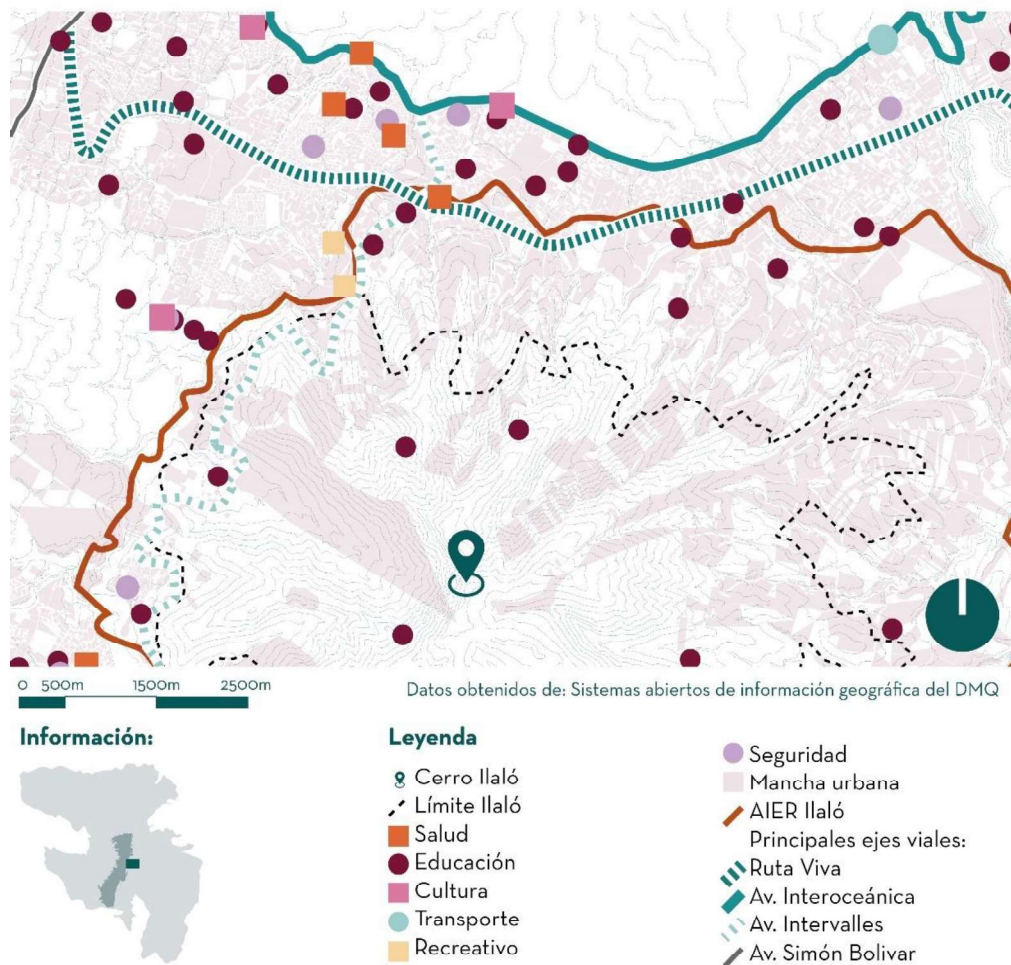 0 500m 1500m 2500m
Datos obtenidos de: Sistemas abiertos de información geográfica del DMQ
Información:
Leyenda
Cerro Ilaló
Límite Ilaló
Salud
Educación
Cultura
Transporte
Recreativo
Seguridad
Mancha urbana
AIER Ilaló
Principales ejes viales:
Ruta Viva
Av. Interoceánica
Av. Intervalles
Av. Simón Bolivar